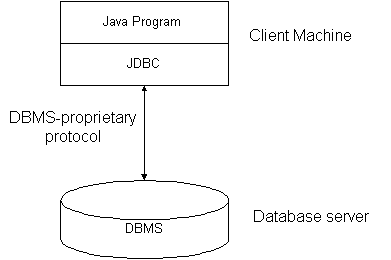 Java Program
Client Machine
JDBC
DBMS-proprietary
protocol
DBMS
Database server